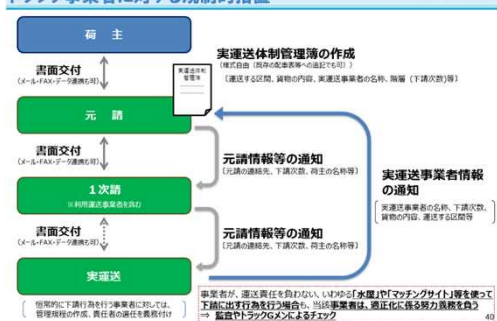 トラック事業者に対する規制的措置
荷 主
書面交付
(メール・FAX・データ連携も可)
実運送体制
管理簿
実運送体制管理簿の作成
(様式自由(既存の配車表等への追記でも可))
〔運送する区間、貨物の内容、実運送事業者の名称、階層(下請次数)等〕
元 請
書面交付
(メール・FAX・データ連携も可)
元請情報等の通知
〔元請の連絡先、下請次数、荷主の名称等〕
1次請
※利用運送事業者を含む
実運送事業者情報
の通知
実運送事業者の名称、下請次数、
貨物の内容、運送する区間等
書面交付
(メール・FAX・データ連携も可)
元請情報等の通知
〔元請の連絡先、下請次数、荷主の名称等〕
実運送
恒常的に下請行為を行う事業者に対しては、
管理規程の作成、責任者の選任を義務付け
事業者が、運送責任を負わない、いわゆる「水屋」や「マッチングサイト」等を使って
下請に出す行為を行う場合も、当該事業者は、適正化に係る努力義務を負う
⇒ 監査やトラックGメンによるチェック
40